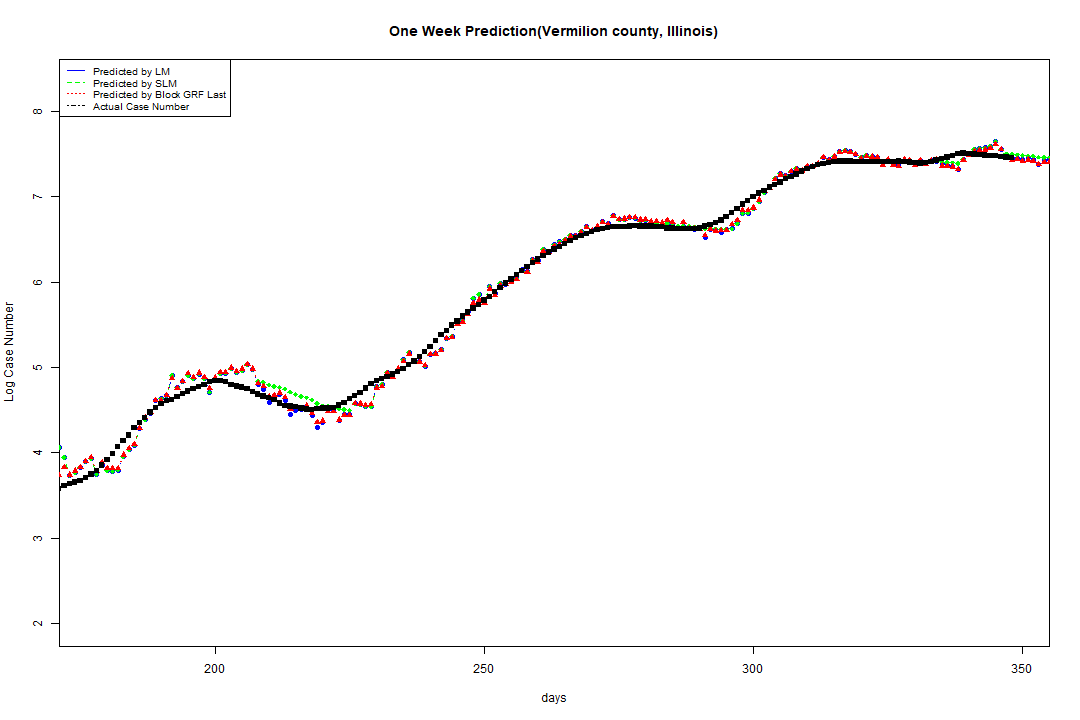 One Week Prediction(Vermilion county, Illinois)
Predicted by LM
Predicted by SLM
Predicted by Block GRF Last
Actual Case Number
8
7
6
5
4
3
2
Log Case Number
200
250
300
350
days